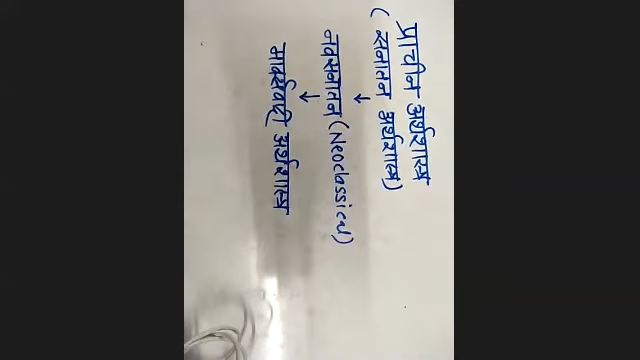 प्राचीन अर्थशास्त्र
( सनातन अर्थशास्त्र)
↓
नवसनातन (Neoclassical)
↓
मार्क्सवादी अर्थशास्त्र